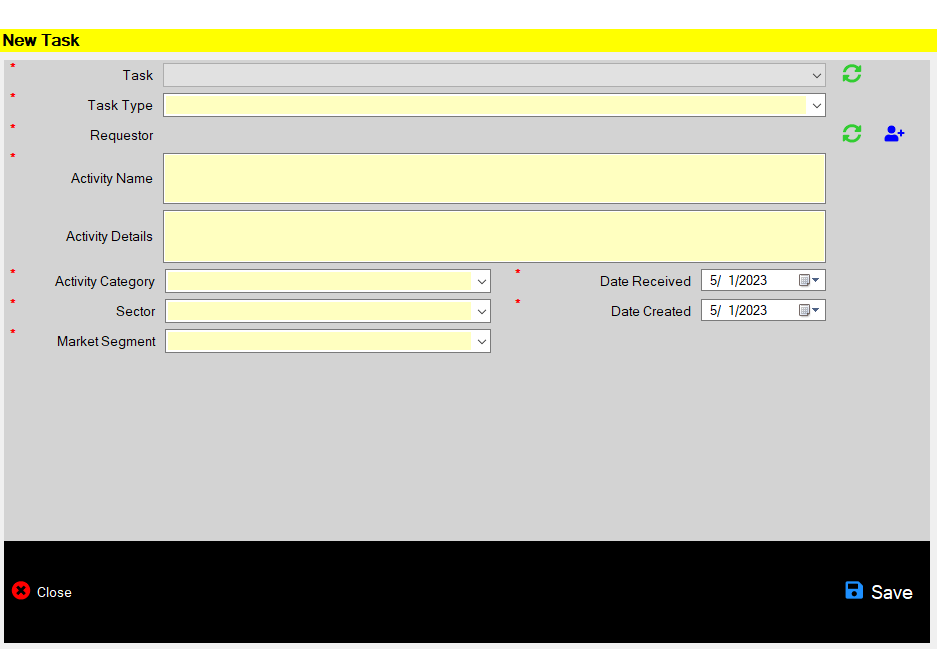 New Task
* Task
* Task Type
* Requestor
* Activity Name
Activity Details
* Activity Category * Date Received 5/ 1/2023
* Sector * Date Created 5/ 1/2023
* Market Segment
Close Save